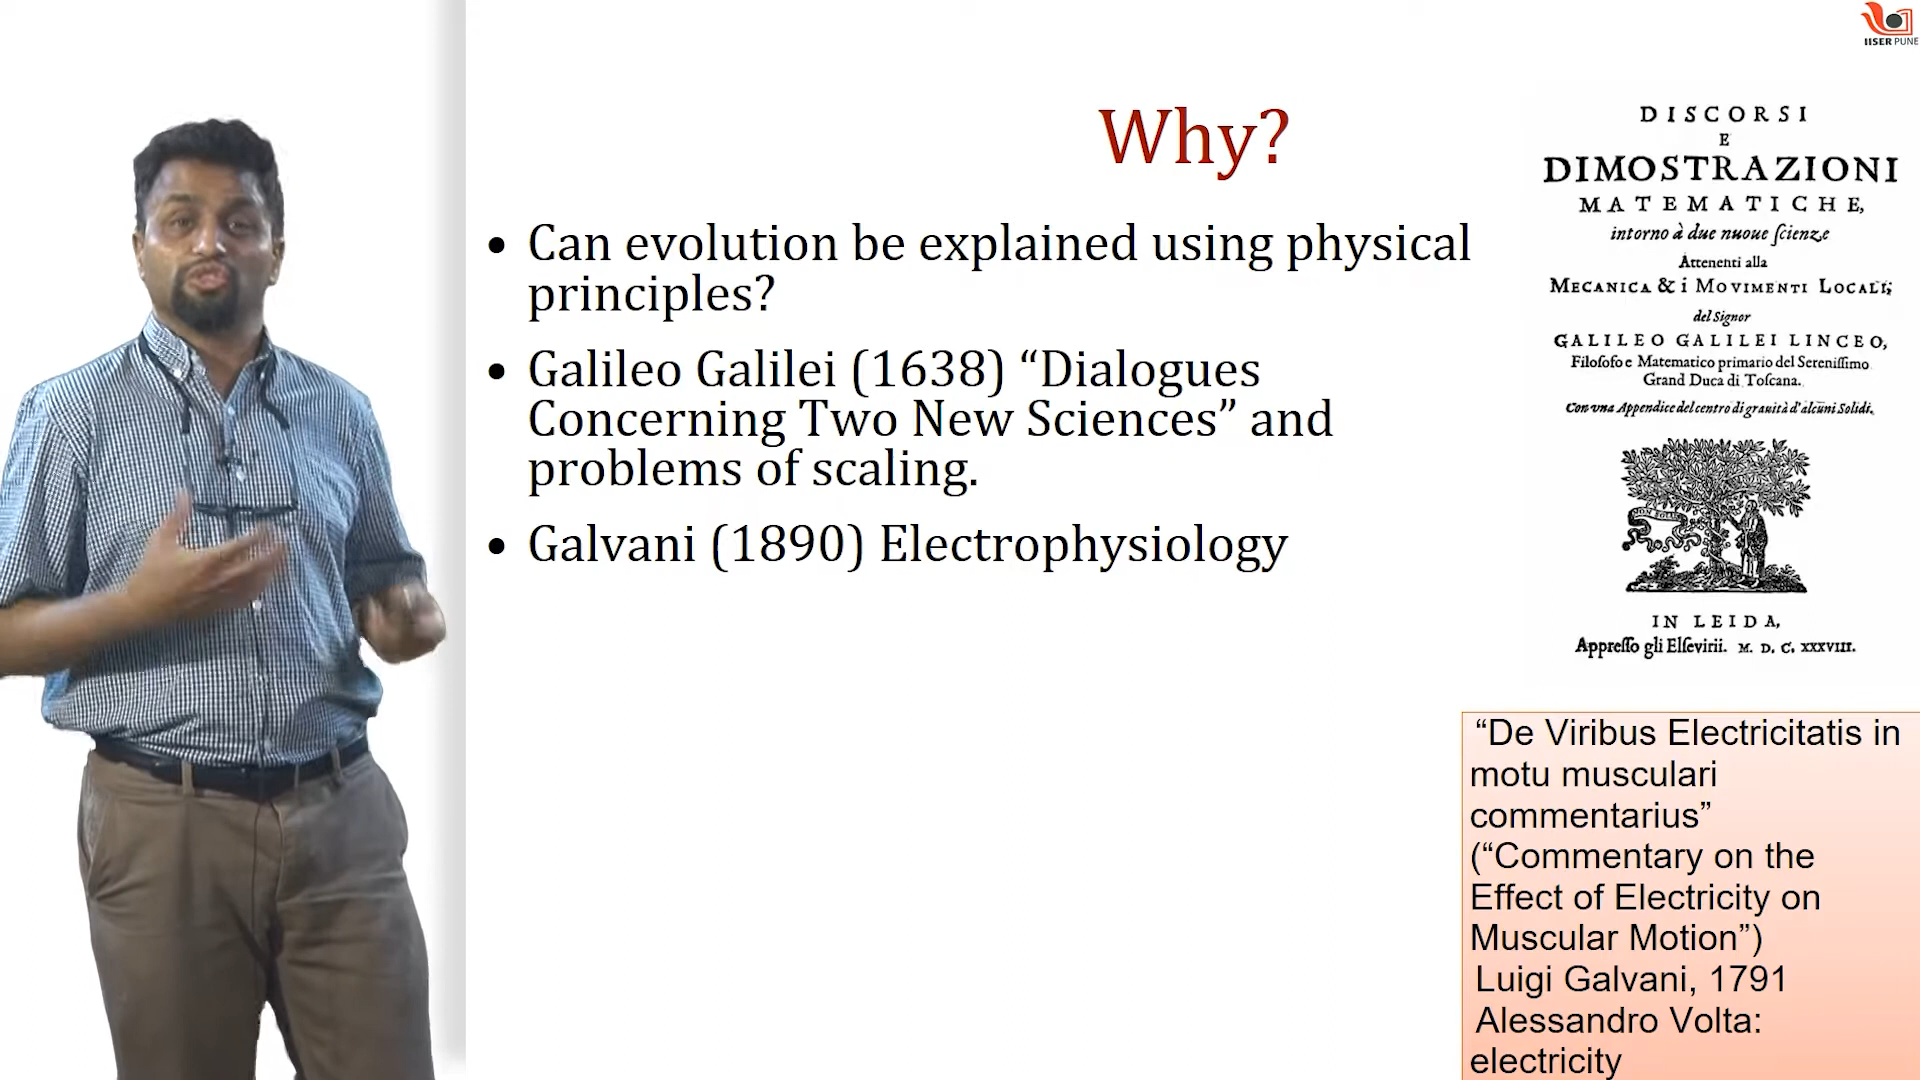 IISER PUNE
Why?
• Can evolution be explained using physical
principles?
• Galileo Galilei (1638) “Dialogues
Concerning Two New Sciences” and
problems of scaling.
• Galvani (1890) Electrophysiology
DISCORSI
E
DIMOSTRAZIONI
MATEMATICHE,
intorno à due nuoue ſcienze
Attenenti alla
MECANICA & i MOVIMENTI LOCALI;
del Signor
GALILEO GALILEI LINCEO,
Filoſofo e Matematico primario del Sereniſſimo
Grand Duca di Toſcana.
Con vna Appendice del centro di grauità d'alcuni Solidi.
IN LEIDA,
Appreſſo gli Elſevirii. M. D. C. XXXVIII.
“De Viribus Electricitatis in
motu musculari
commentarius”
(“Commentary on the
Effect of Electricity on
Muscular Motion”)
Luigi Galvani, 1791
Alessandro Volta:
electricity